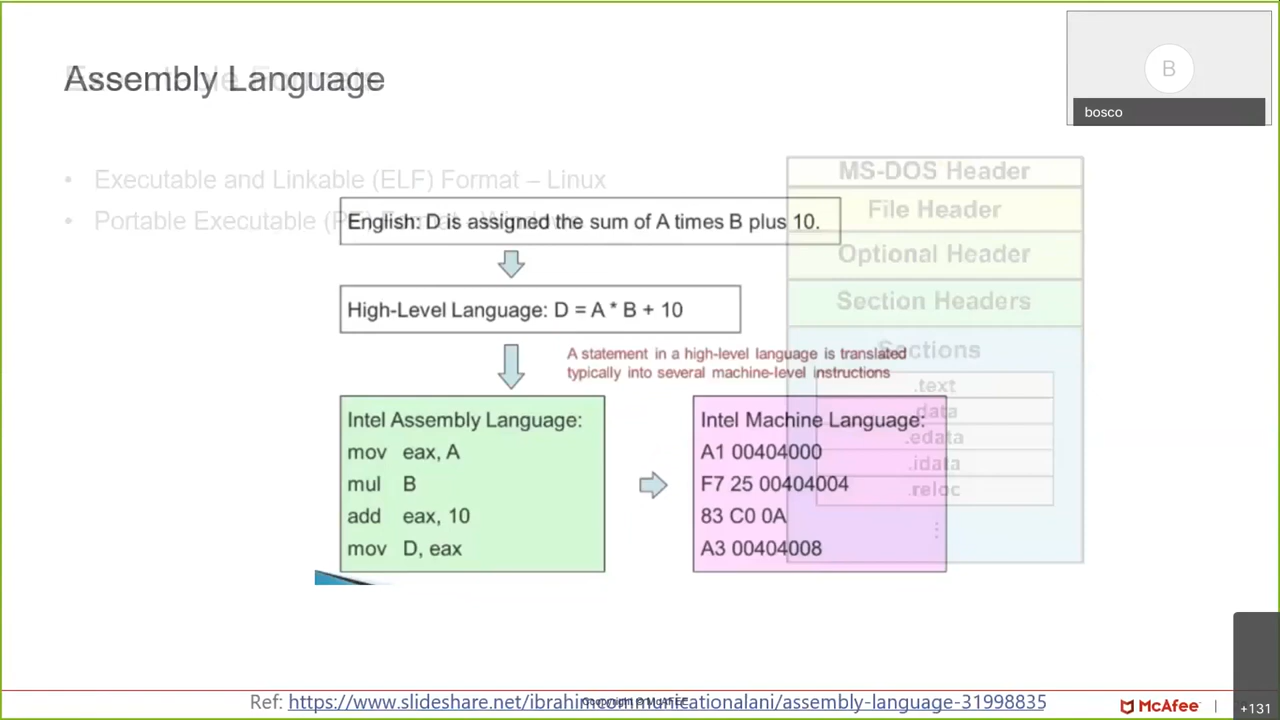 Assembly Language
B
bosco
Executable and Linkable (ELF) Format – Linux
Portable Executable (PE) Format
English: D is assigned the sum of A times B plus 10.
High-Level Language: D = A * B + 10
A statement in a high-level language is translated
typically into several machine-level instructions
Intel Assembly Language:
mov eax, A
mul B
add eax, 10
mov D, eax
Intel Machine Language:
A1 00404000
F7 25 00404004
83 C0 0A
A3 00404008
MS-DOS Header
File Header
Optional Header
Section Headers
Sections
.text
.data
.edata
.idata
.reloc
Ref: https://www.slideshare.net/ibrahimcommunicationalani/assembly-language-31998835
McAfee
+131